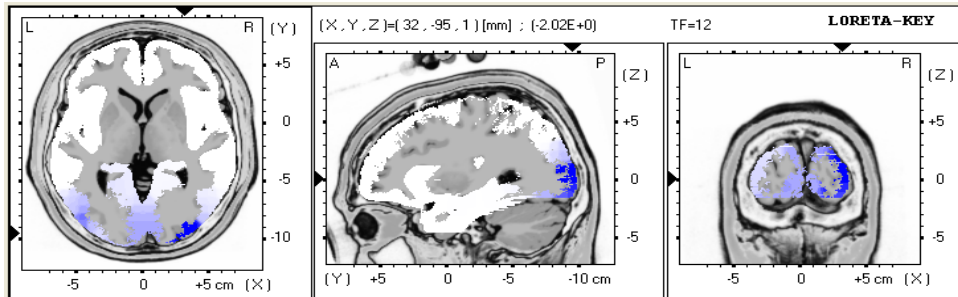 L R (Y) (X,Y,Z)=(32,-95,1) [mm] ; (-2.02E+0) TF=12 LORETA-KEY
+5
0
-5
-10
-5 0 +5 cm (X)
A P (Z)
+5
0
-5
(Y) +5 0 -5 -10 cm
L R (Z)
+5
0
-5
-5 0 +5 cm (X)